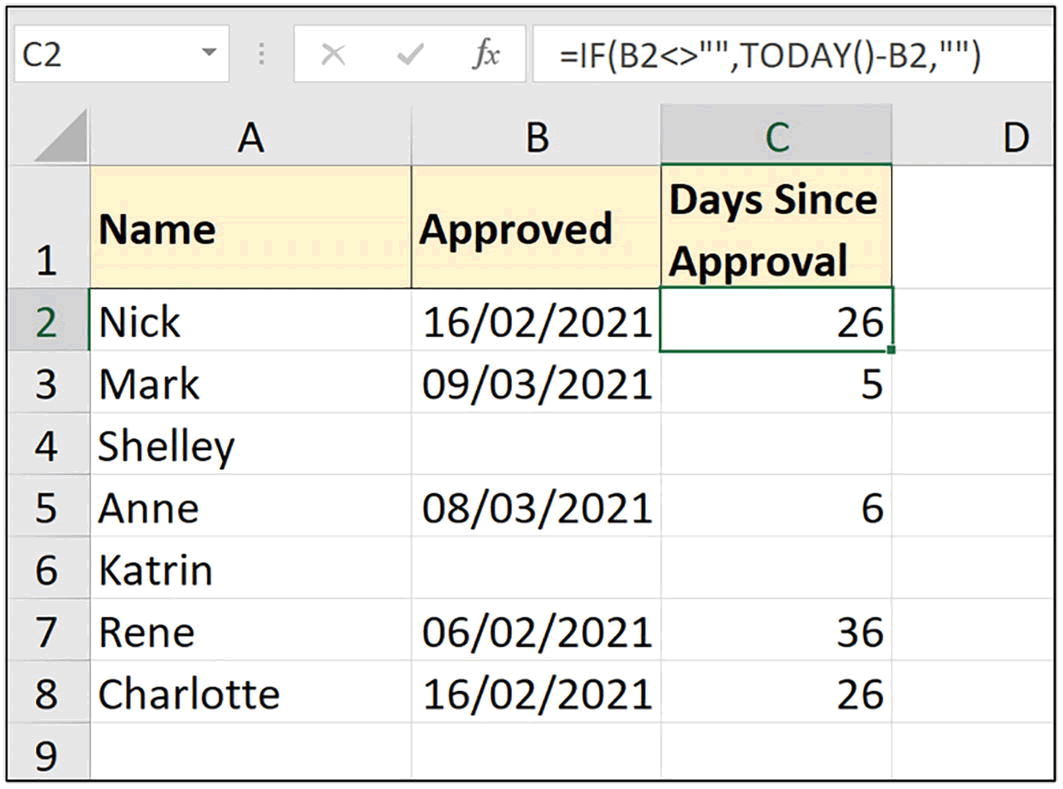 C2 fx =IF(B2<>"",TODAY()-B2,"")
A B C D
1 Name Approved Days Since
Approval
2 Nick 16/02/2021 26
3 Mark 09/03/2021 5
4 Shelley
5 Anne 08/03/2021 6
6 Katrin
7 Rene 06/02/2021 36
8 Charlotte 16/02/2021 26
9